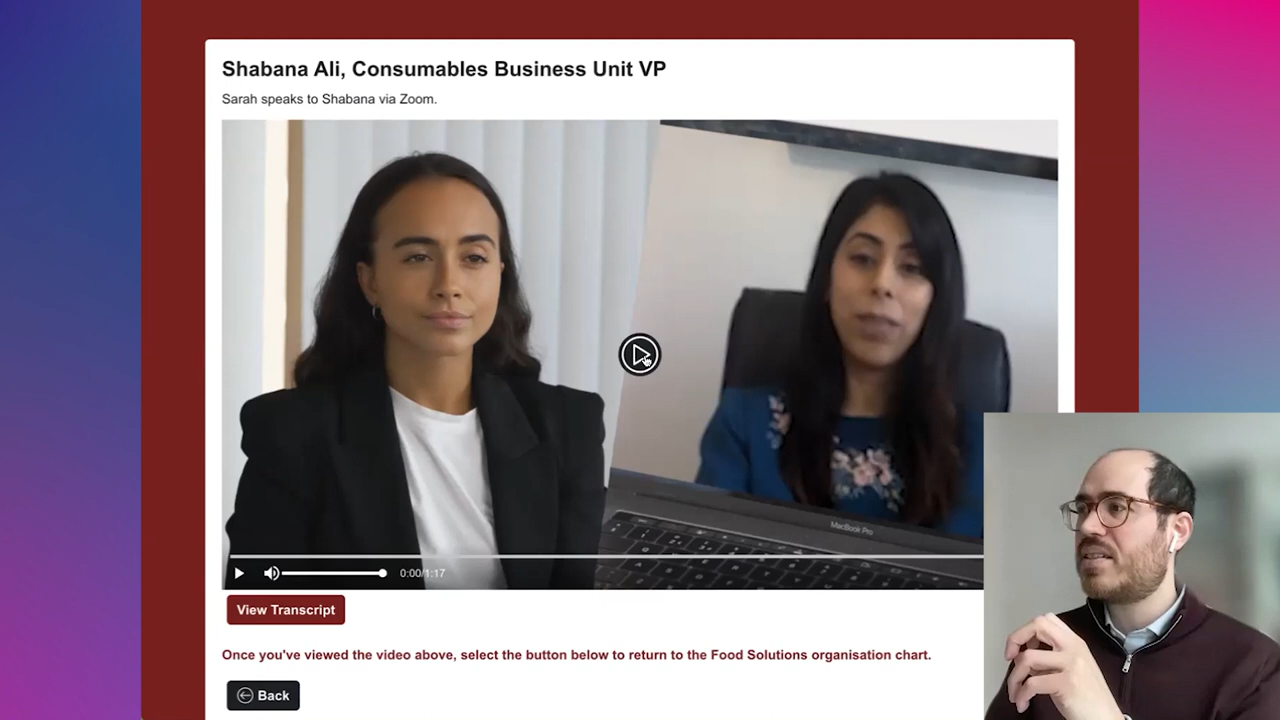 Shabana Ali, Consumables Business Unit VP
Sarah speaks to Shabana via Zoom.
MacBook Pro
0:00/1:17
View Transcript
Once you've viewed the video above, select the button below to return to the Food Solutions organisation chart.
Back